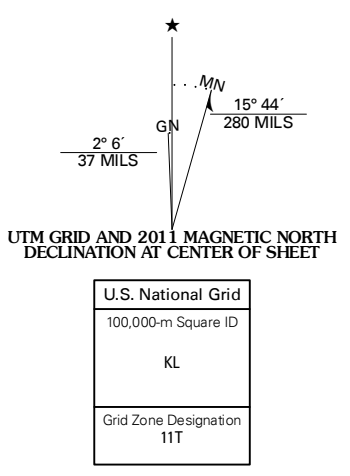 ★
MN
15° 44´
280 MILS
GN
2° 6´
37 MILS
UTM GRID AND 2011 MAGNETIC NORTH
DECLINATION AT CENTER OF SHEET
U.S. National Grid
100,000-m Square ID
KL
Grid Zone Designation
11T